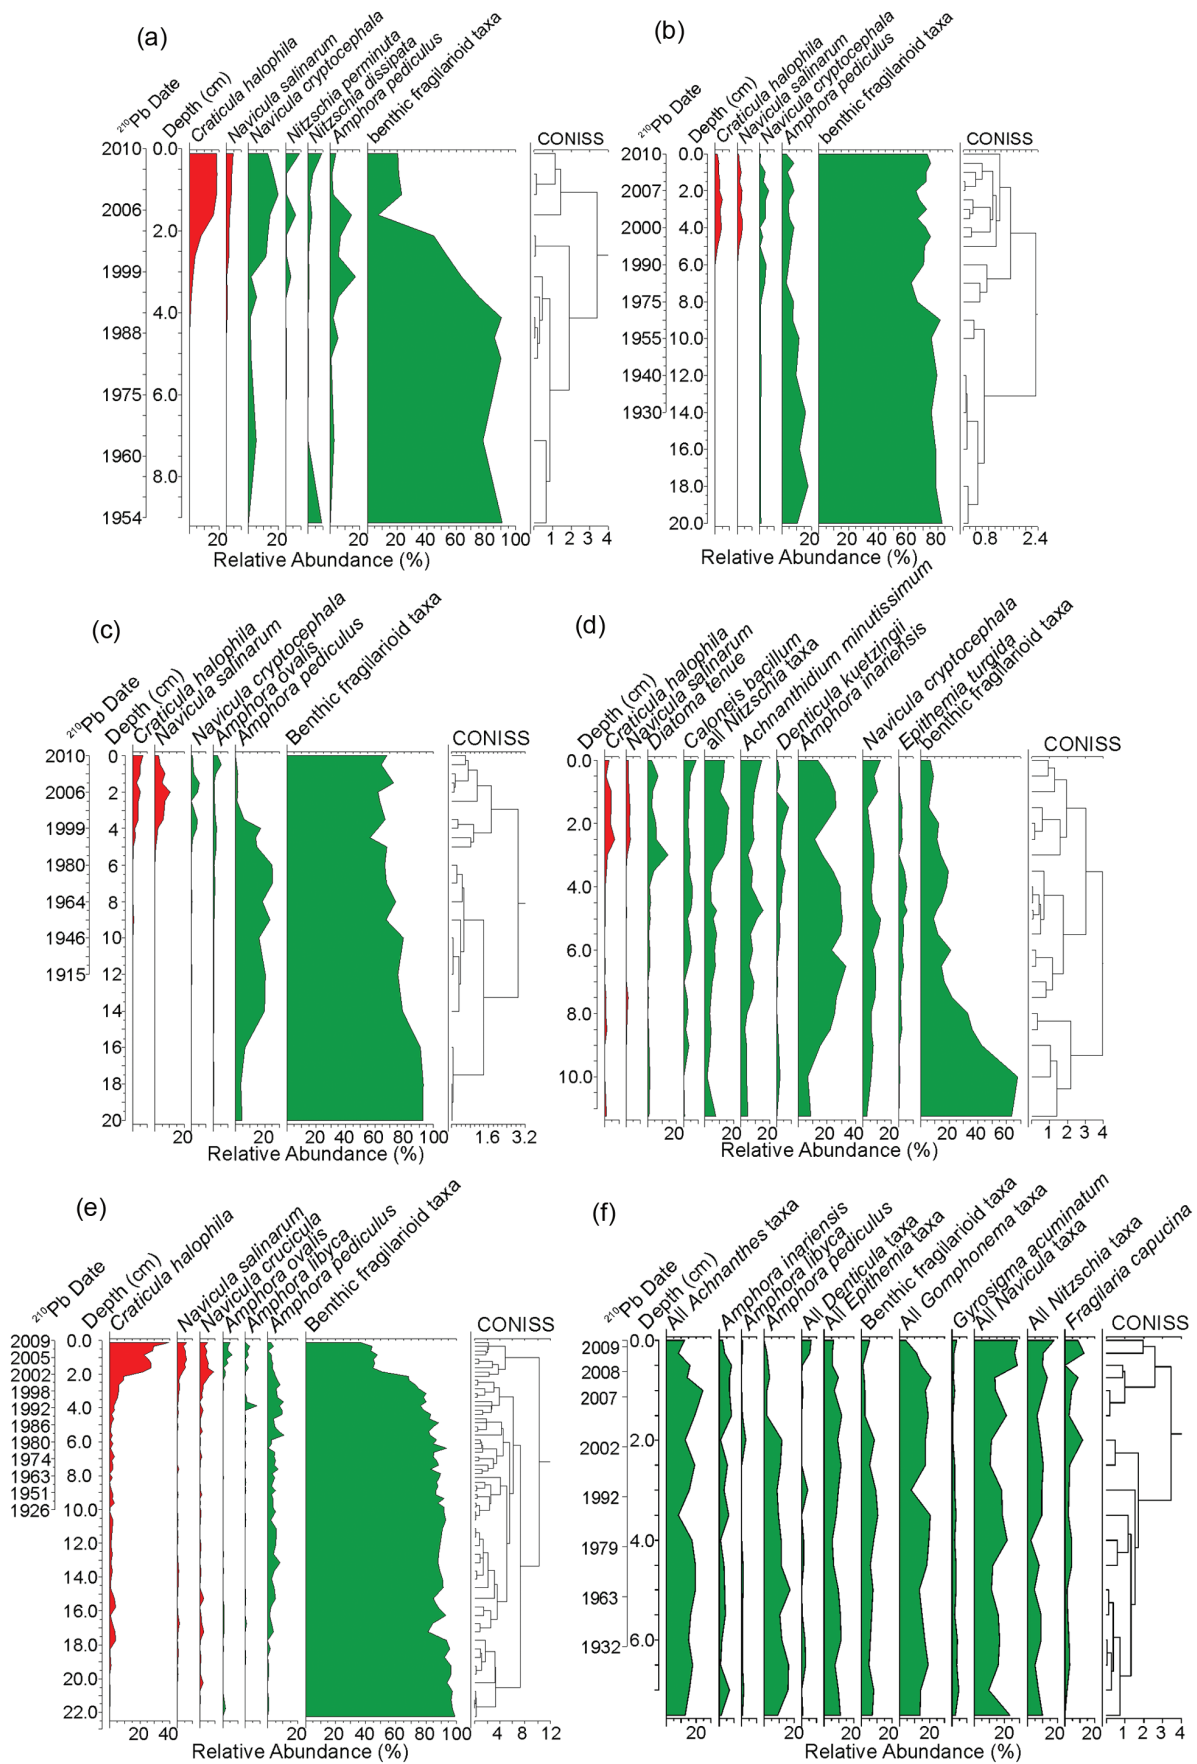 (a)
210Pb Date
Depth (cm)
Craticula halophila
Navicula salinarum
Navicula cryptocephala
Nitzschia perminuta
Nitzschia dissipata
Amphora pediculus
benthic fragilarioid taxa
CONISS
2010
2006
1999
1988
1975
1960
1954
0.0
2.0
4.0
6.0
8.0
20 20 20 20 40 60 80 100 1 2 3 4
Relative Abundance (%)
(b)
210Pb Date
Depth (cm)
Craticula halophila
Navicula salinarum
Navicula cryptocephala
Amphora pediculus
benthic fragilarioid taxa
CONISS
2010
2007
2000
1990
1975
1955
1940
1930
0.0
2.0
4.0
6.0
8.0
10.0
12.0
14.0
16.0
18.0
20.0
20 20 40 60 80 0.8 2.4
Relative Abundance (%)
(c)
210Pb Date
Depth (cm)
Craticula halophila
Navicula salinarum
Navicula cryptocephala
Amphora ovalis
Amphora pediculus
Benthic fragilarioid taxa
CONISS
2010
2006
1999
1980
1964
1946
1915
0
2
4
6
8
10
12
14
16
18
20
20 20 20 40 60 80 100 1.6 3.2
Relative Abundance (%)
(d)
Depth (cm)
Craticula halophila
Navicula salinarum
Diatoma tenue
Caloneis bacillum
all Nitzschia taxa
Achnanthidium minutissimum
Denticula kuetzingii
Amphora inariensis
Navicula cryptocephala
Epithemia turgida
benthic fragilarioid taxa
CONISS
0.0
2.0
4.0
6.0
8.0
10.0
20 20 20 20 40 20 20 40 60 1 2 3 4
Relative Abundance (%)
(e)
210Pb Date
Depth (cm)
Craticula halophila
Navicula salinarum
Navicula crucicula
Amphora ovalis
Amphora libyca
Amphora pediculus
Benthic fragilarioid taxa
CONISS
2009
2005
2002
1998
1992
1986
1980
1974
1963
1951
1926
0.0
2.0
4.0
6.0
8.0
10.0
12.0
14.0
16.0
18.0
20.0
22.0
20 40 20 20 20 40 60 80 100 4 8 12
Relative Abundance (%)
(f)
210Pb Date
Depth (cm)
All Achnanthes taxa
Amphora inariensis
Amphora libyca
Amphora pediculus
All Denticula taxa
All Epithemia taxa
Benthic fragilarioid taxa
All Gomphonema taxa
Gyrosigma acuminatum
All Navicula taxa
All Nitzschia taxa
Fragilaria capucina
CONISS
2009
2008
2007
2002
1992
1979
1963
1932
0.0
2.0
4.0
6.0
20 20 20 20 20 20 20 20 1 2 3 4
Relative Abundance (%)